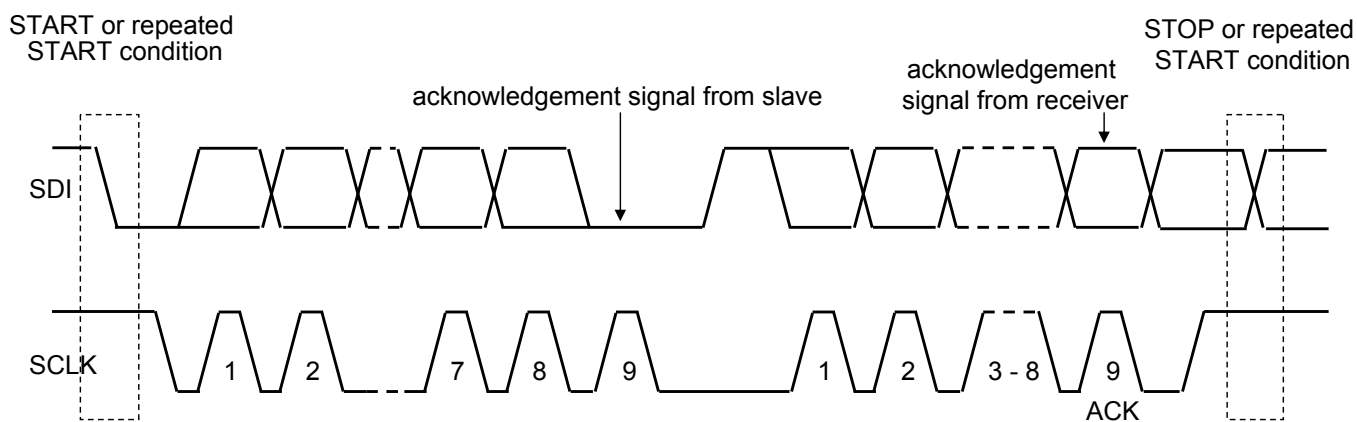 START or repeated
START condition
STOP or repeated
START condition
acknowledgement signal from slave
acknowledgement
signal from receiver
SDI
SCLK
1
2
7
8
9
1
2
3 - 8
9
ACK